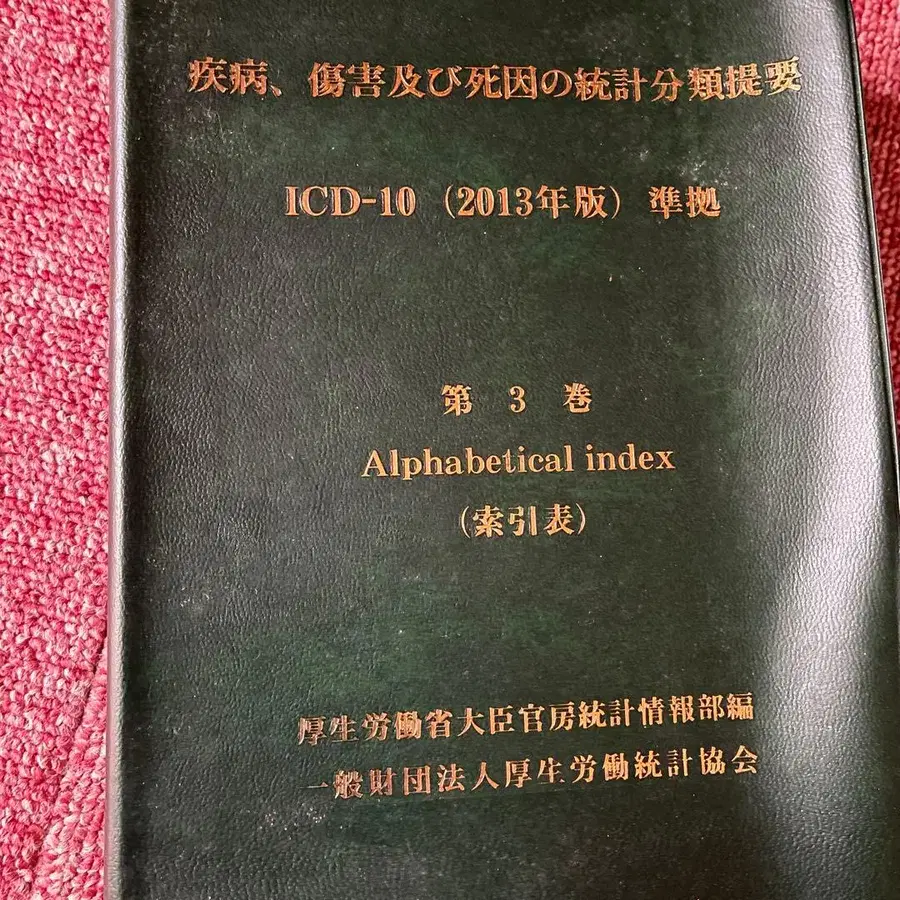 疾病、傷害及び死因の統計分類提要
ICD-10（2013年版）準拠
第 3 巻
Alphabetical index
（索引表）
厚生労働省大臣官房統計情報部編
一般財団法人厚生労働統計協会